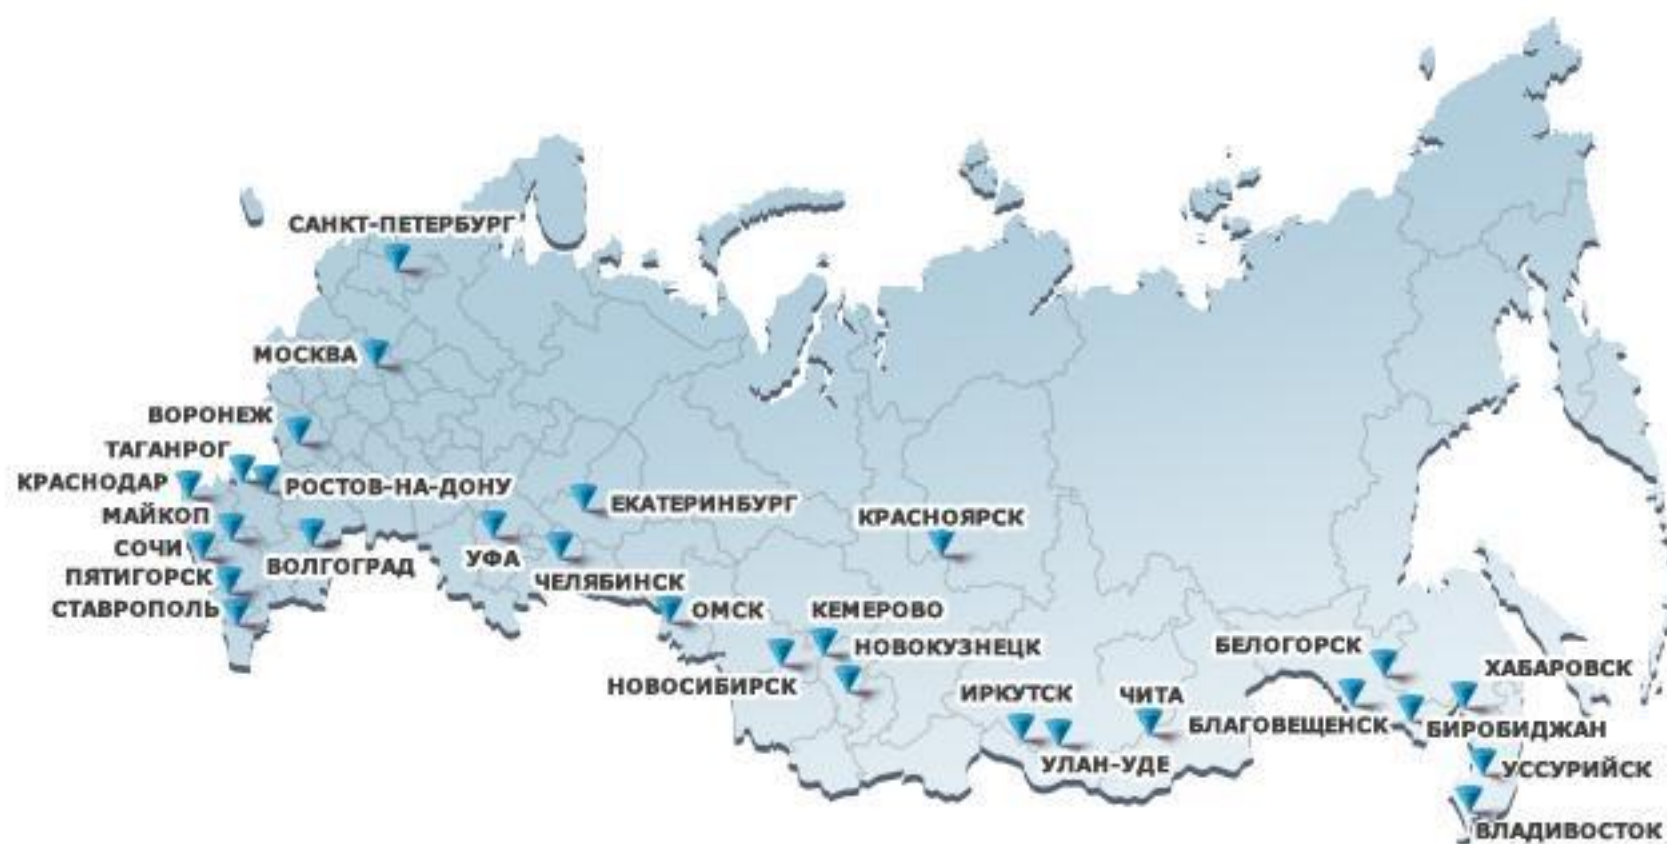 САНКТ-ПЕТЕРБУРГ
МОСКВА
ВОРОНЕЖ
ТАГАНРОГ
КРАСНОДАР
РОСТОВ-НА-ДОНУ
МАЙКОП
СОЧИ
ПЯТИГОРСК
СТАВРОПОЛЬ
ВОЛГОГРАД
УФА
ЕКАТЕРИНБУРГ
ЧЕЛЯБИНСК
ОМСК
КРАСНОЯРСК
КЕМЕРОВО
НОВОКУЗНЕЦК
НОВОСИБИРСК
ИРКУТСК
УЛАН-УДЕ
ЧИТА
БЕЛОГОРСК
ХАБАРОВСК
БЛАГОВЕЩЕНСК
БИРОБИДЖАН
УССУРИЙСК
ВЛАДИВОСТОК